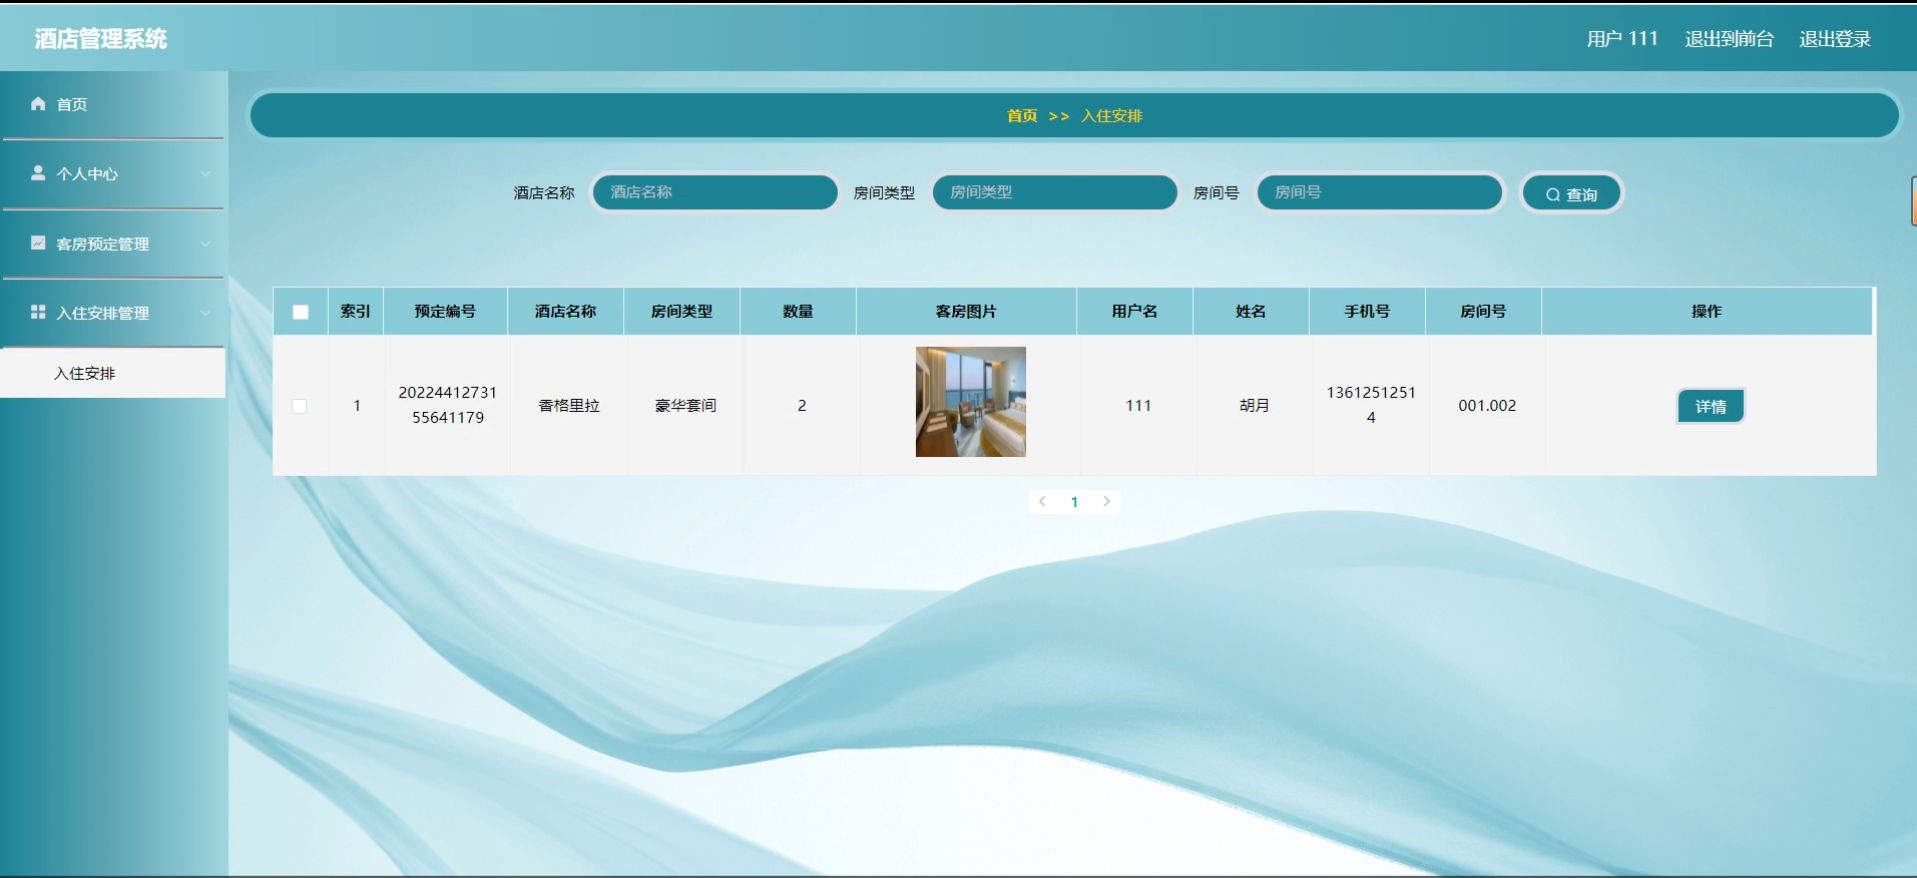 酒店管理系统
用户 111 退出到前台 退出登录
首页
个人中心
客房预定管理
入住安排管理
入住安排
首页 >> 入住安排
酒店名称 酒店名称 房间类型 房间类型 房间号 房间号 查询
索引 预定编号 酒店名称 房间类型 数量 客房图片 用户名 姓名 手机号 房间号 操作
1 20224412731
55641179 香格里拉 豪华套间 2 111 胡月 1361251251
4 001.002 详情
1